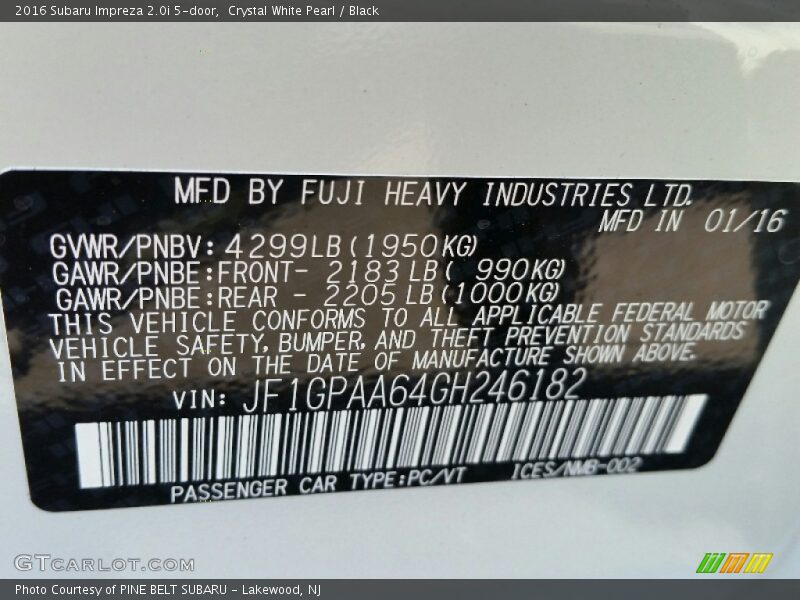 2016 Subaru Impreza 2.0i 5-door,  Crystal White Pearl / Black
MFD BY FUJI HEAVY INDUSTRIES LTD.
MFD IN 01/16
GVWR/PNBV: 4299LB(1950KG)
GAWR/PNBE:FRONT- 2183 LB( 990KG)
GAWR/PNBE:REAR - 2205 LB(1000KG)
THIS VEHICLE CONFORMS TO ALL APPLICABLE FEDERAL MOTOR
VEHICLE SAFETY, BUMPER, AND THEFT PREVENTION STANDARDS
IN EFFECT ON THE DATE OF MANUFACTURE SHOWN ABOVE.
VIN: JF1GPAA64GH246182
PASSENGER CAR TYPE:PC/VT ICES/NMB-002
GTCARLOT.COM
Photo Courtesy of PINE BELT SUBARU - Lakewood, NJ